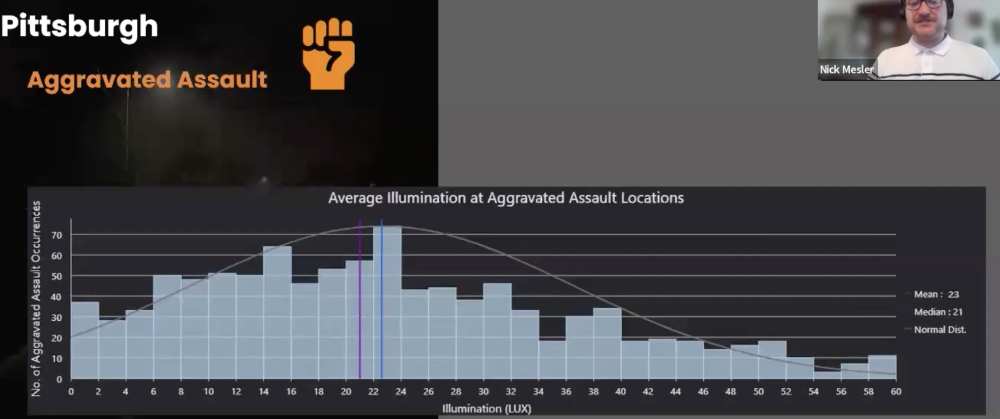 Pittsburgh
Aggravated Assault
Nick Mesler
Average Illumination at Aggravated Assault Locations
No. of Aggravated Assault Occurrences
70
60
50
40
30
20
10
0
0 2 4 6 8 10 12 14 16 18 20 22 24 26 28 30 32 34 36 38 40 42 44 46 48 50 52 54 56 58 60
Illumination (LUX)
Mean : 23
Median : 21
Normal Dist.